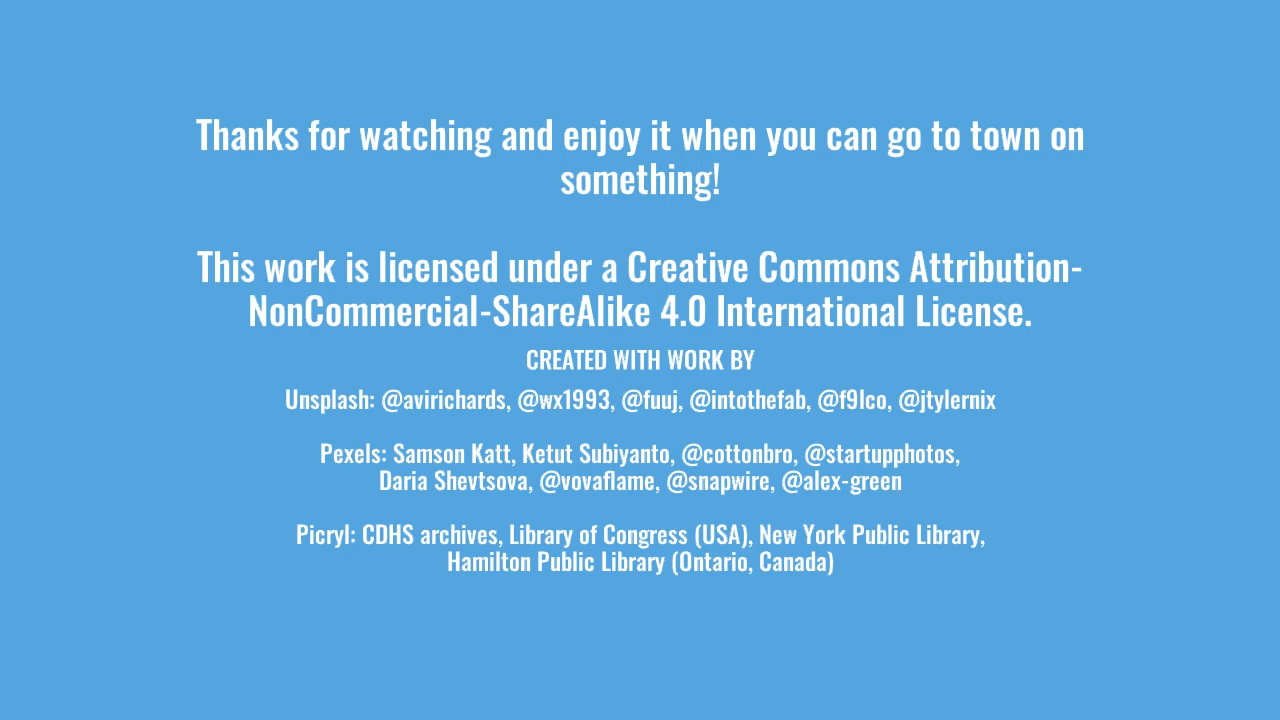 Thanks for watching and enjoy it when you can go to town on
something!
This work is licensed under a Creative Commons Attribution-
NonCommercial-ShareAlike 4.0 International License.
CREATED WITH WORK BY
Unsplash: @avirichards, @wx1993, @fuuj, @intothefab, @f9lco, @jtylernix
Pexels: Samson Katt, Ketut Subiyanto, @cottonbro, @startupphotos,
Daria Shevtsova, @vovaflame, @snapwire, @alex-green
Picryl: CDHS archives, Library of Congress (USA), New York Public Library,
Hamilton Public Library (Ontario, Canada)